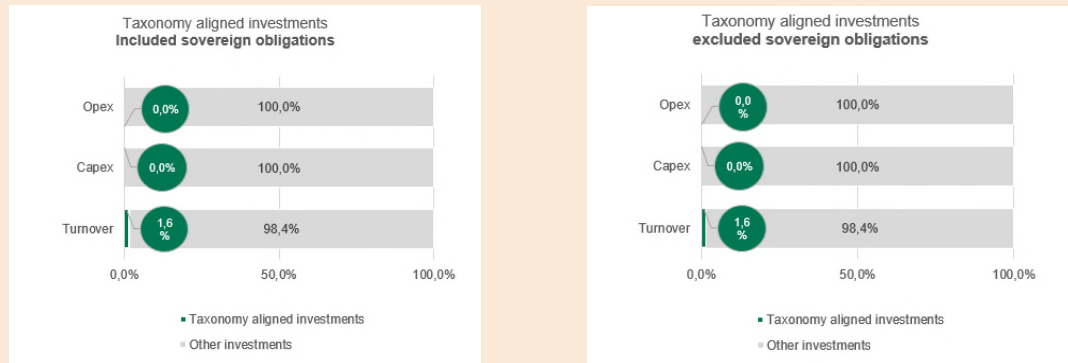 Taxonomy aligned investments
Included sovereign obligations
Opex
0,0%
100,0%
Capex
0,0%
100,0%
Turnover
1,6
%
98,4%
0,0%
50,0%
100,0%
Taxonomy aligned investments
Other investments
Taxonomy aligned investments
excluded sovereign obligations
Opex
0,0
%
100,0%
Capex
0,0%
100,0%
Turnover
1,6
%
98,4%
0,0%
50,0%
100,0%
Taxonomy aligned investments
Other investments